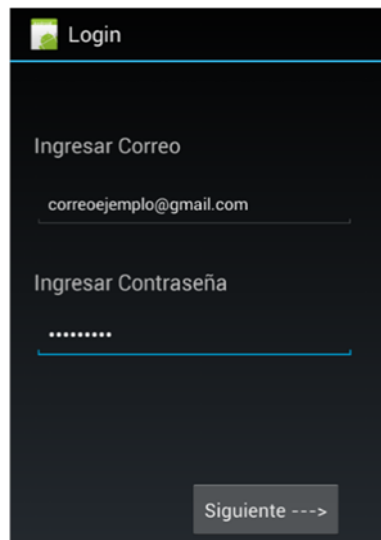 Login
Ingresar Correo
correoejemplo@gmail.com
Ingresar Contraseña
•••••••••
Siguiente --->